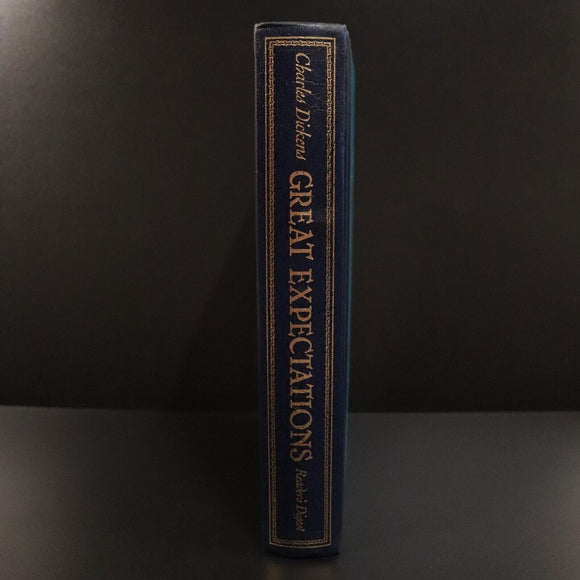 Charles Dickens
GREAT EXPECTATIONS
Reader's Digest